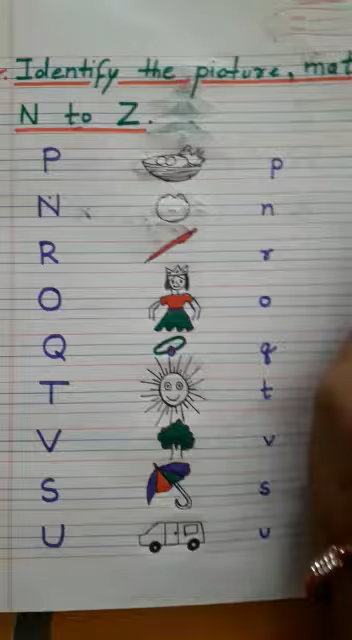 Identify the picture, mat
N to Z.
P p
N n
R r
O o
Q q
T t
V v
S s
U u